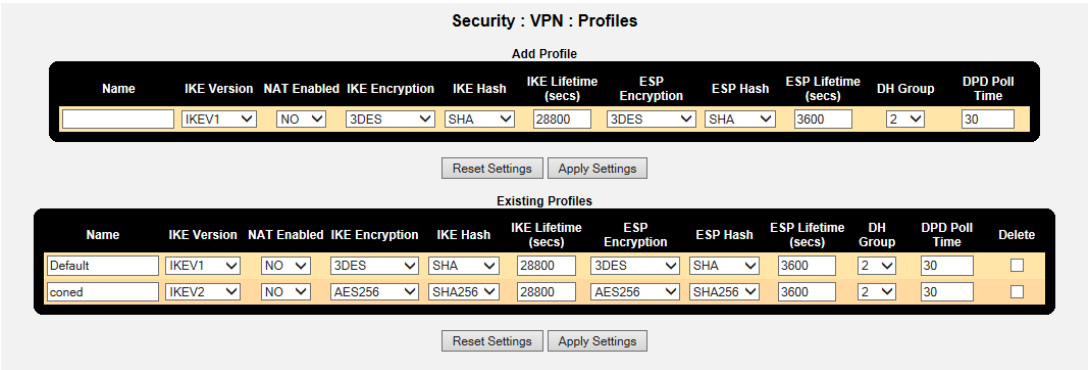 Security : VPN : Profiles
Add Profile
Name IKE Version NAT Enabled IKE Encryption IKE Hash IKE Lifetime (secs) ESP Encryption ESP Hash ESP Lifetime (secs) DH Group DPD Poll Time
IKEV1 NO 3DES SHA 28800 3DES SHA 3600 2 30
Reset Settings Apply Settings
Existing Profiles
Name IKE Version NAT Enabled IKE Encryption IKE Hash IKE Lifetime (secs) ESP Encryption ESP Hash ESP Lifetime (secs) DH Group DPD Poll Time Delete
Default IKEV1 NO 3DES SHA 28800 3DES SHA 3600 2 30
coned IKEV2 NO AES256 SHA256 28800 AES256 SHA256 3600 2 30
Reset Settings Apply Settings